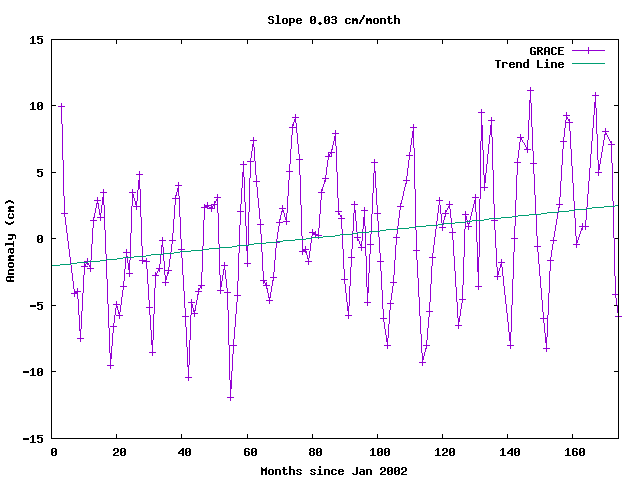 Slope 0.03 cm/month
GRACE
Trend Line
15
10
5
0
-5
-10
-15
Anomaly (cm)
0 20 40 60 80 100 120 140 160
Months since Jan 2002